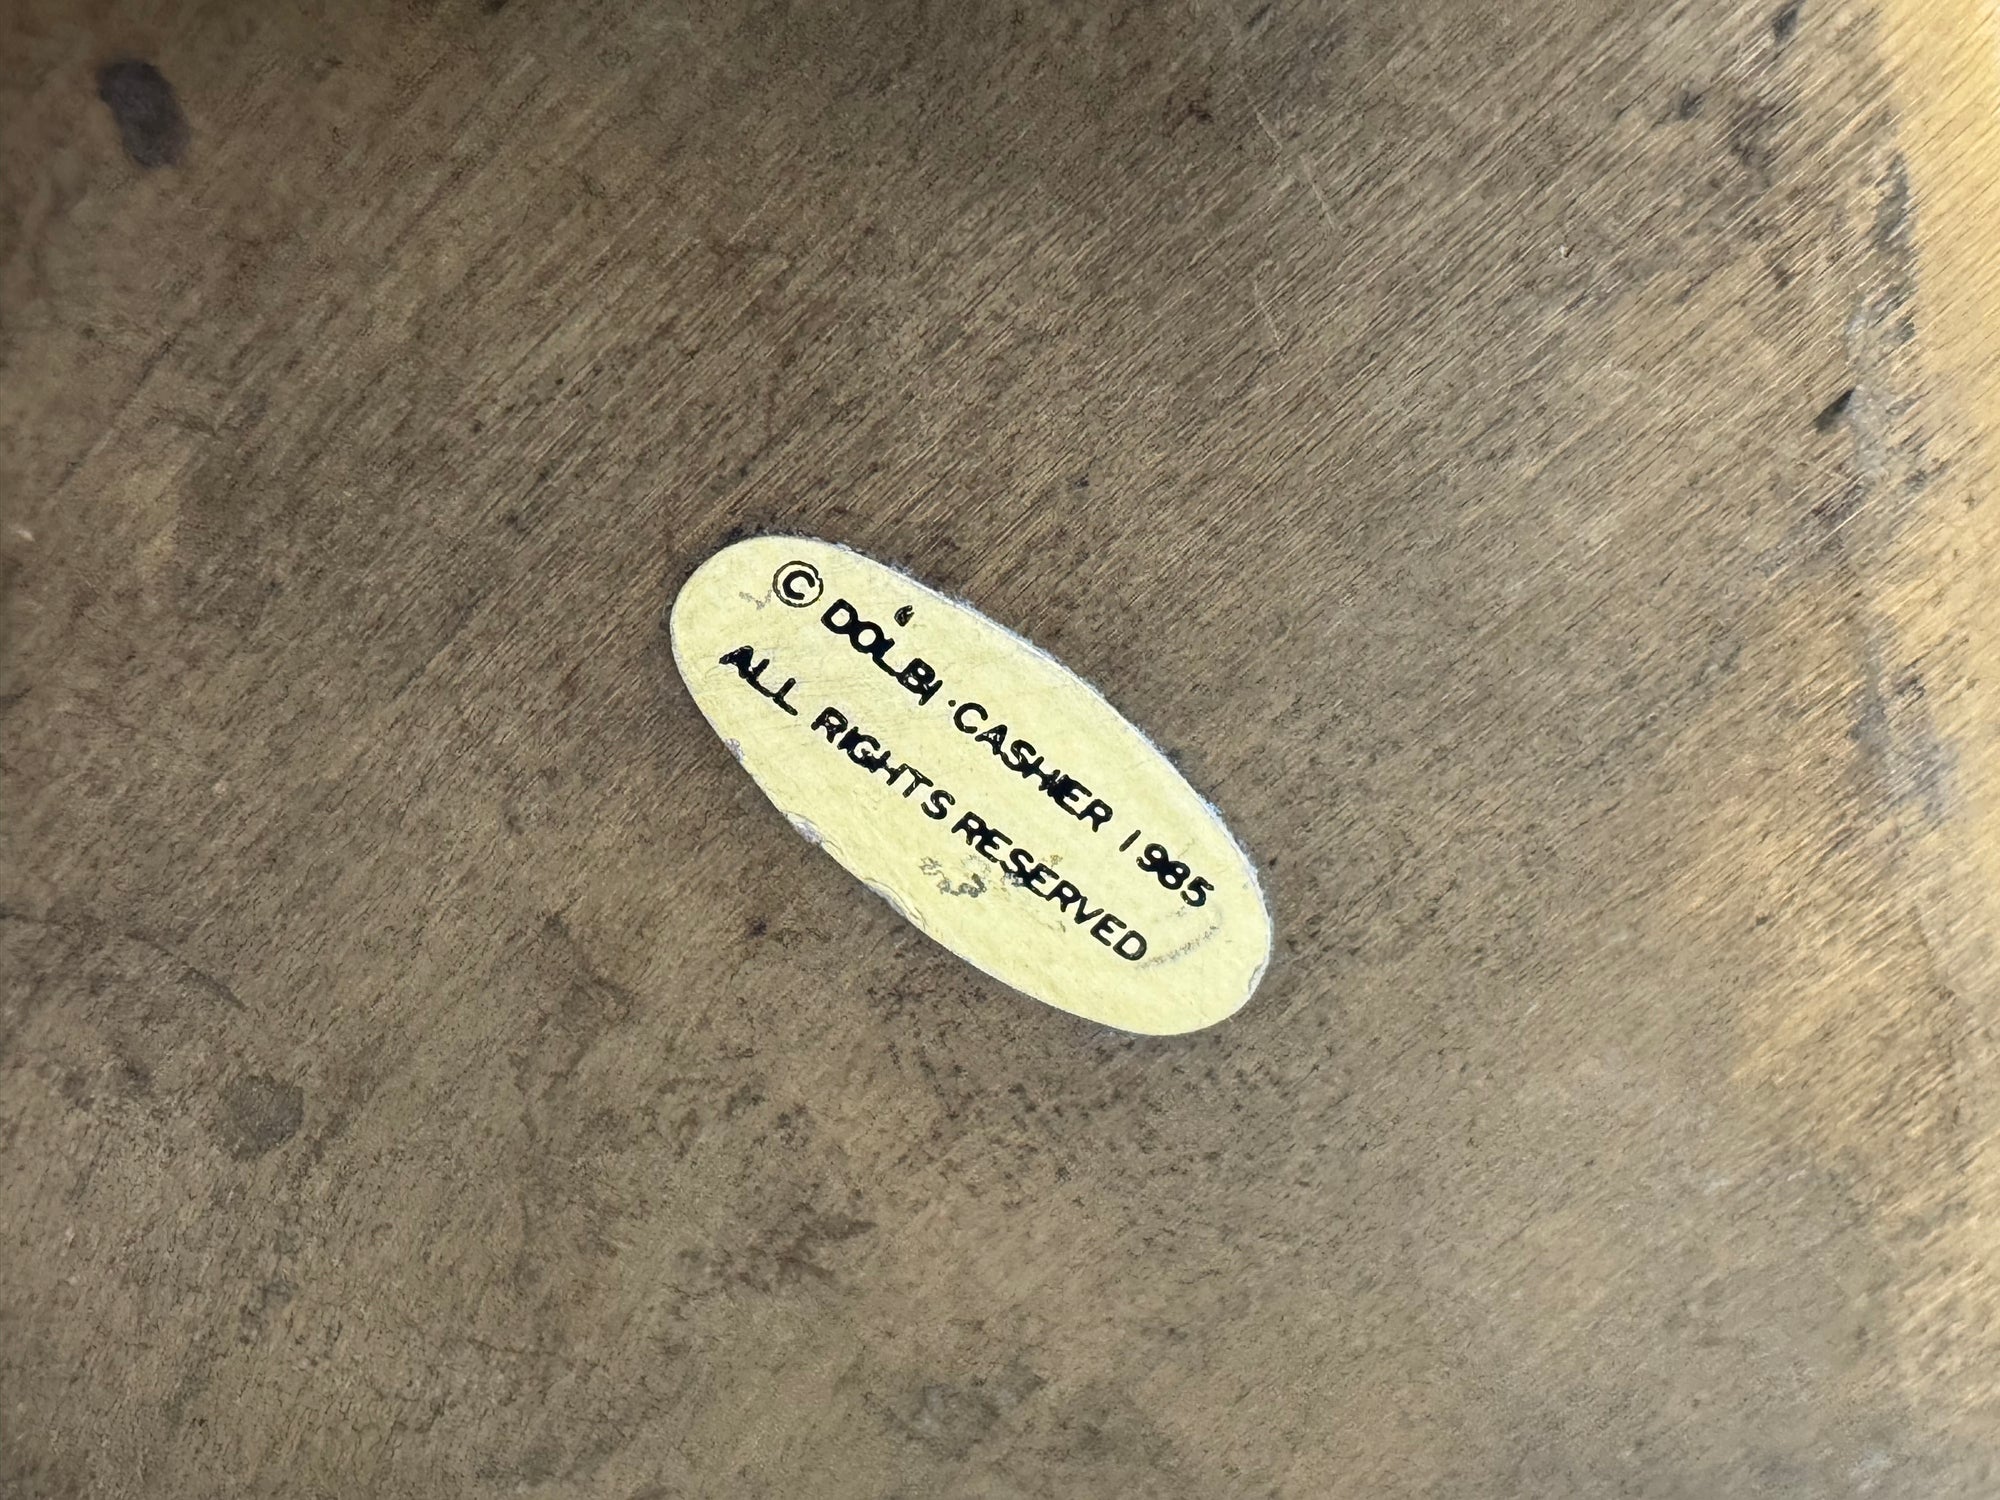 © DOLBI·CASHIER 1985
ALL RIGHTS RESERVED